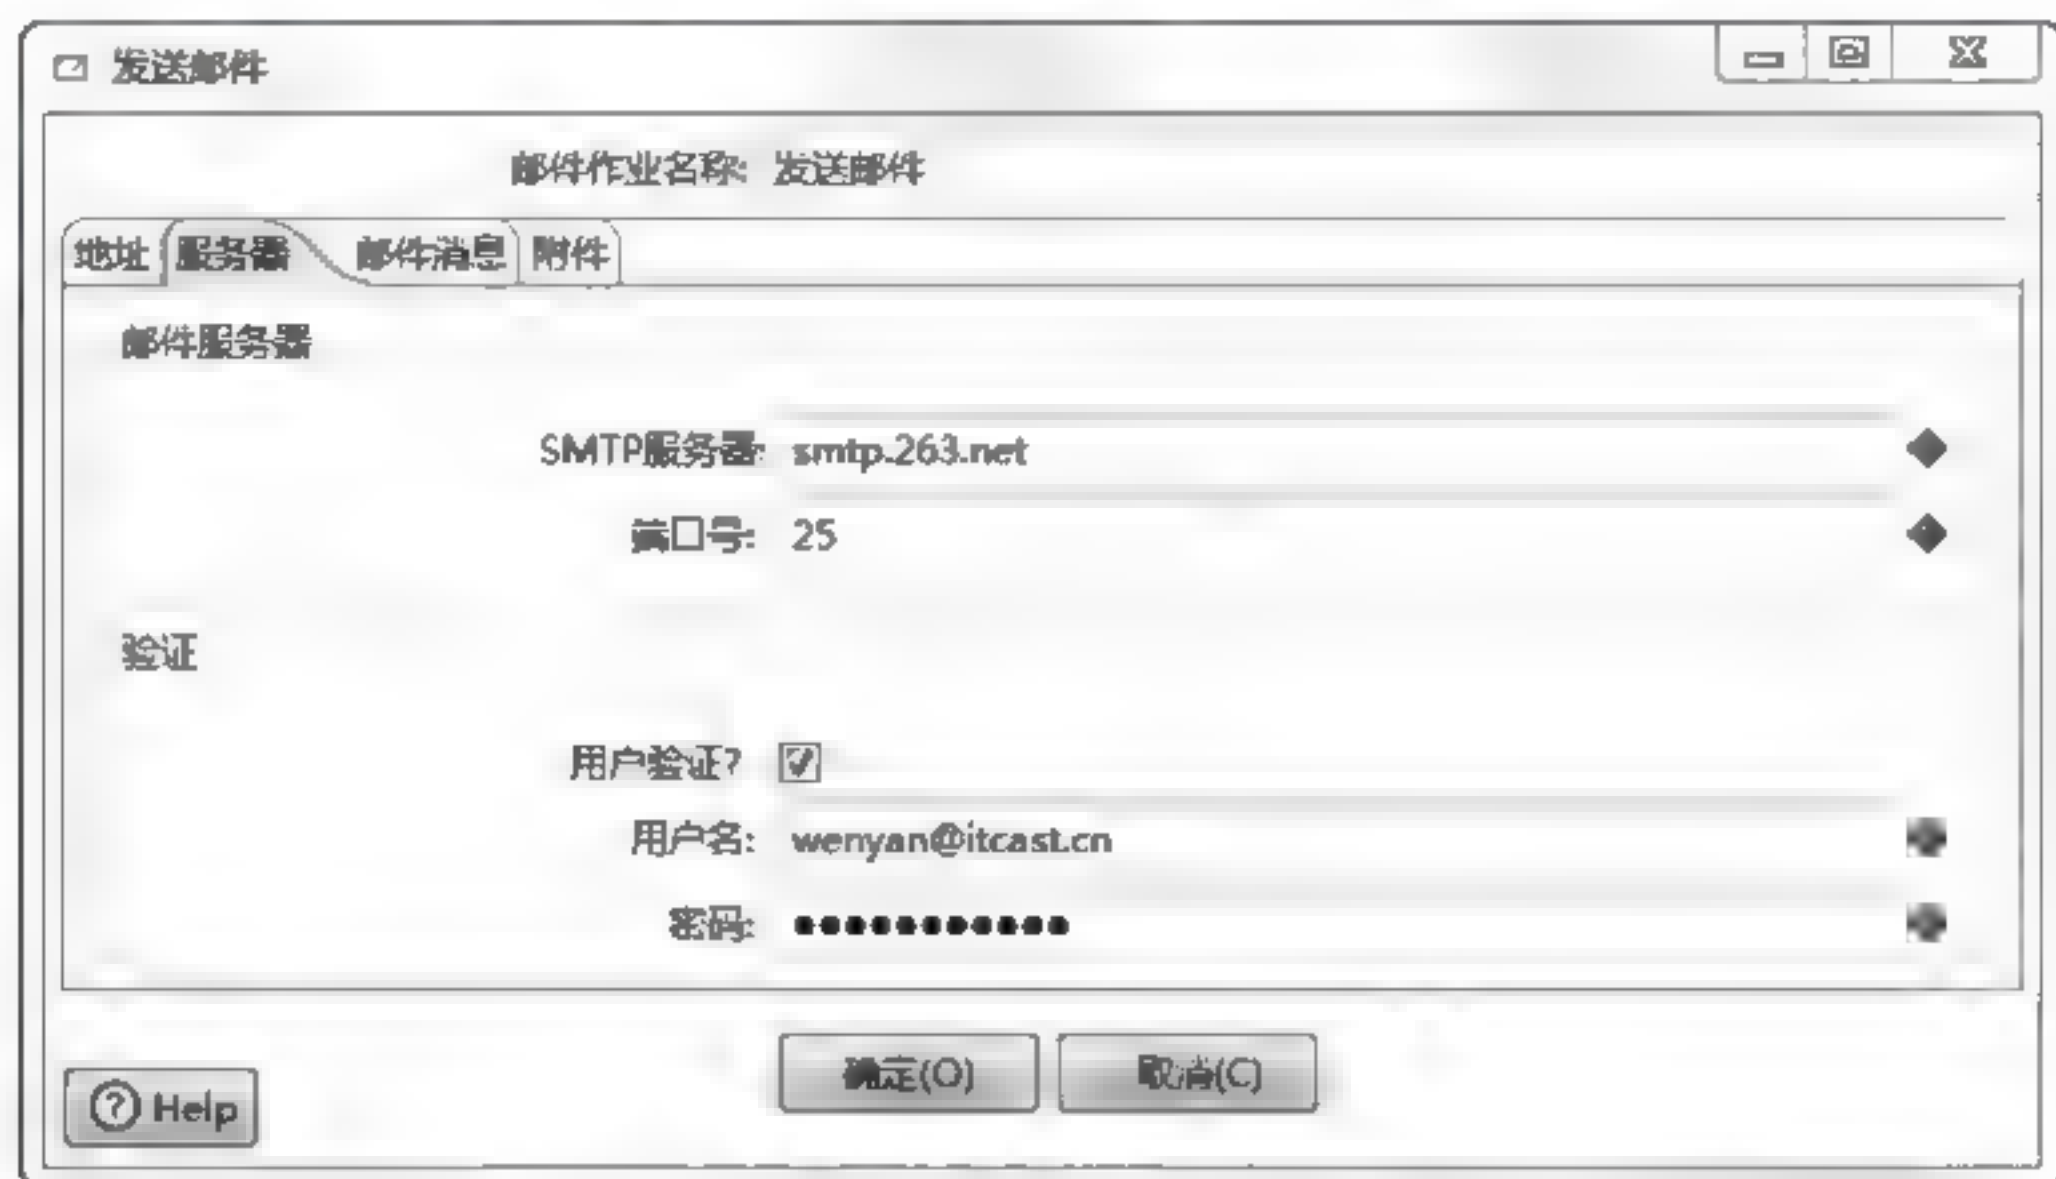 发送邮件
邮件作业名称: 发送邮件
地址 服务器 邮件消息 附件
邮件服务器
SMTP服务器: smtp.263.net
端口号: 25
验证
用户验证?
用户名: wenyan@itcast.cn
密码: ●●●●●●●●●●●
确定(O) 取消(C)
Help